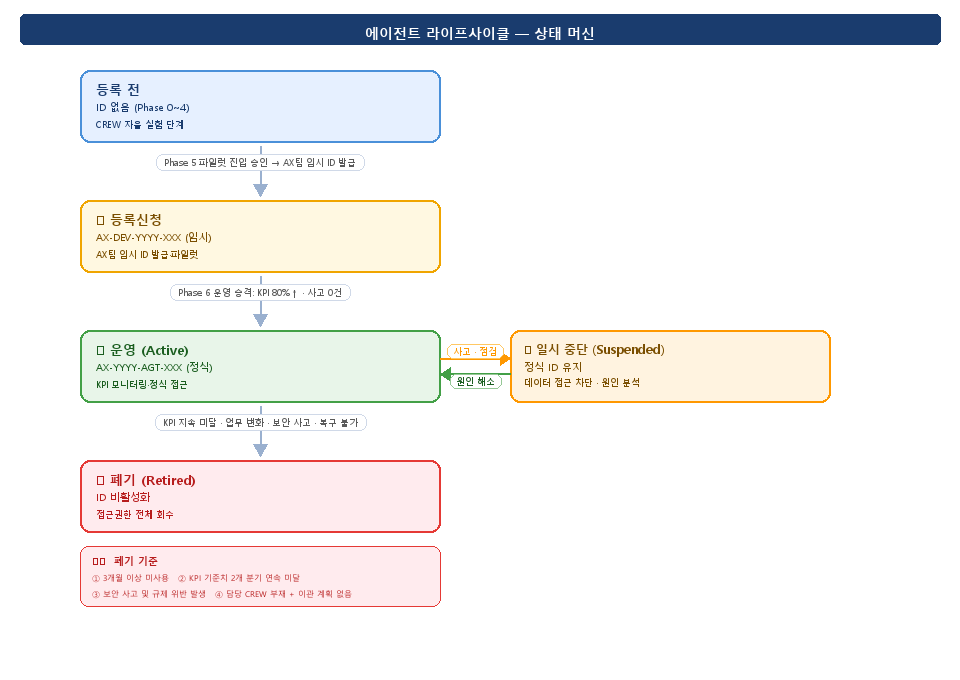 에이전트 라이프사이클 — 상태 머신
등록 전
ID 없음 (Phase 0~4)
CREW 자율 실험 단계
Phase 5 파일럿 진입 승인 → AX팀 임시 ID 발급
등록신청
AX-DEV-YYYY-XXX (임시)
AX팀 임시 ID 발급·파일럿
Phase 6 운영 승격: KPI 80%↑ · 사고 0건
운영 (Active)
AX-YYYY-AGT-XXX (정식)
KPI 모니터링·정식 접근
사고 · 점검
원인 해소
일시 중단 (Suspended)
정식 ID 유지
데이터 접근 차단 · 원인 분석
KPI 지속 미달 · 업무 변화 · 보안 사고 · 복구 불가
폐기 (Retired)
ID 비활성화
접근권한 전체 회수
폐기 기준
① 3개월 이상 미사용 ② KPI 기준치 2개 분기 연속 미달
③ 보안 사고 및 규제 위반 발생 ④ 담당 CREW 부재 + 이관 계획 없음